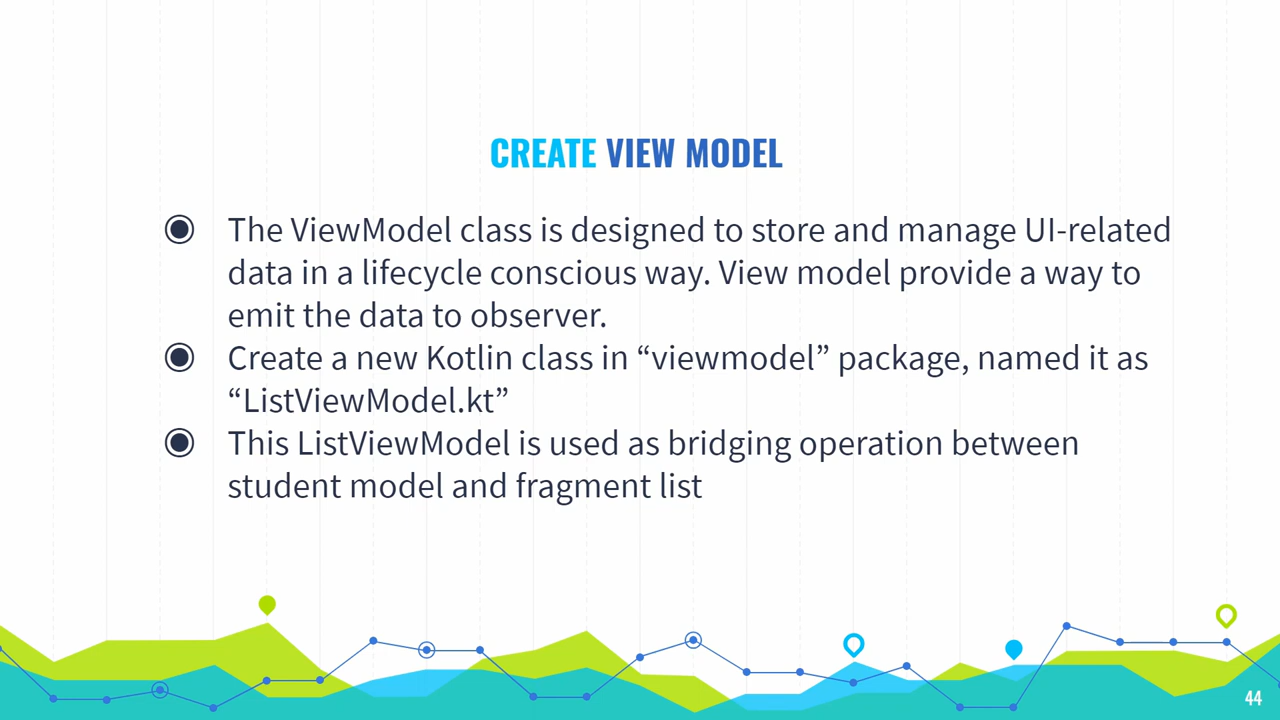 CREATE VIEW MODEL
The ViewModel class is designed to store and manage UI-related
data in a lifecycle conscious way. View model provide a way to
emit the data to observer.
Create a new Kotlin class in “viewmodel” package, named it as
“ListViewModel.kt”
This ListViewModel is used as bridging operation between
student model and fragment list
44